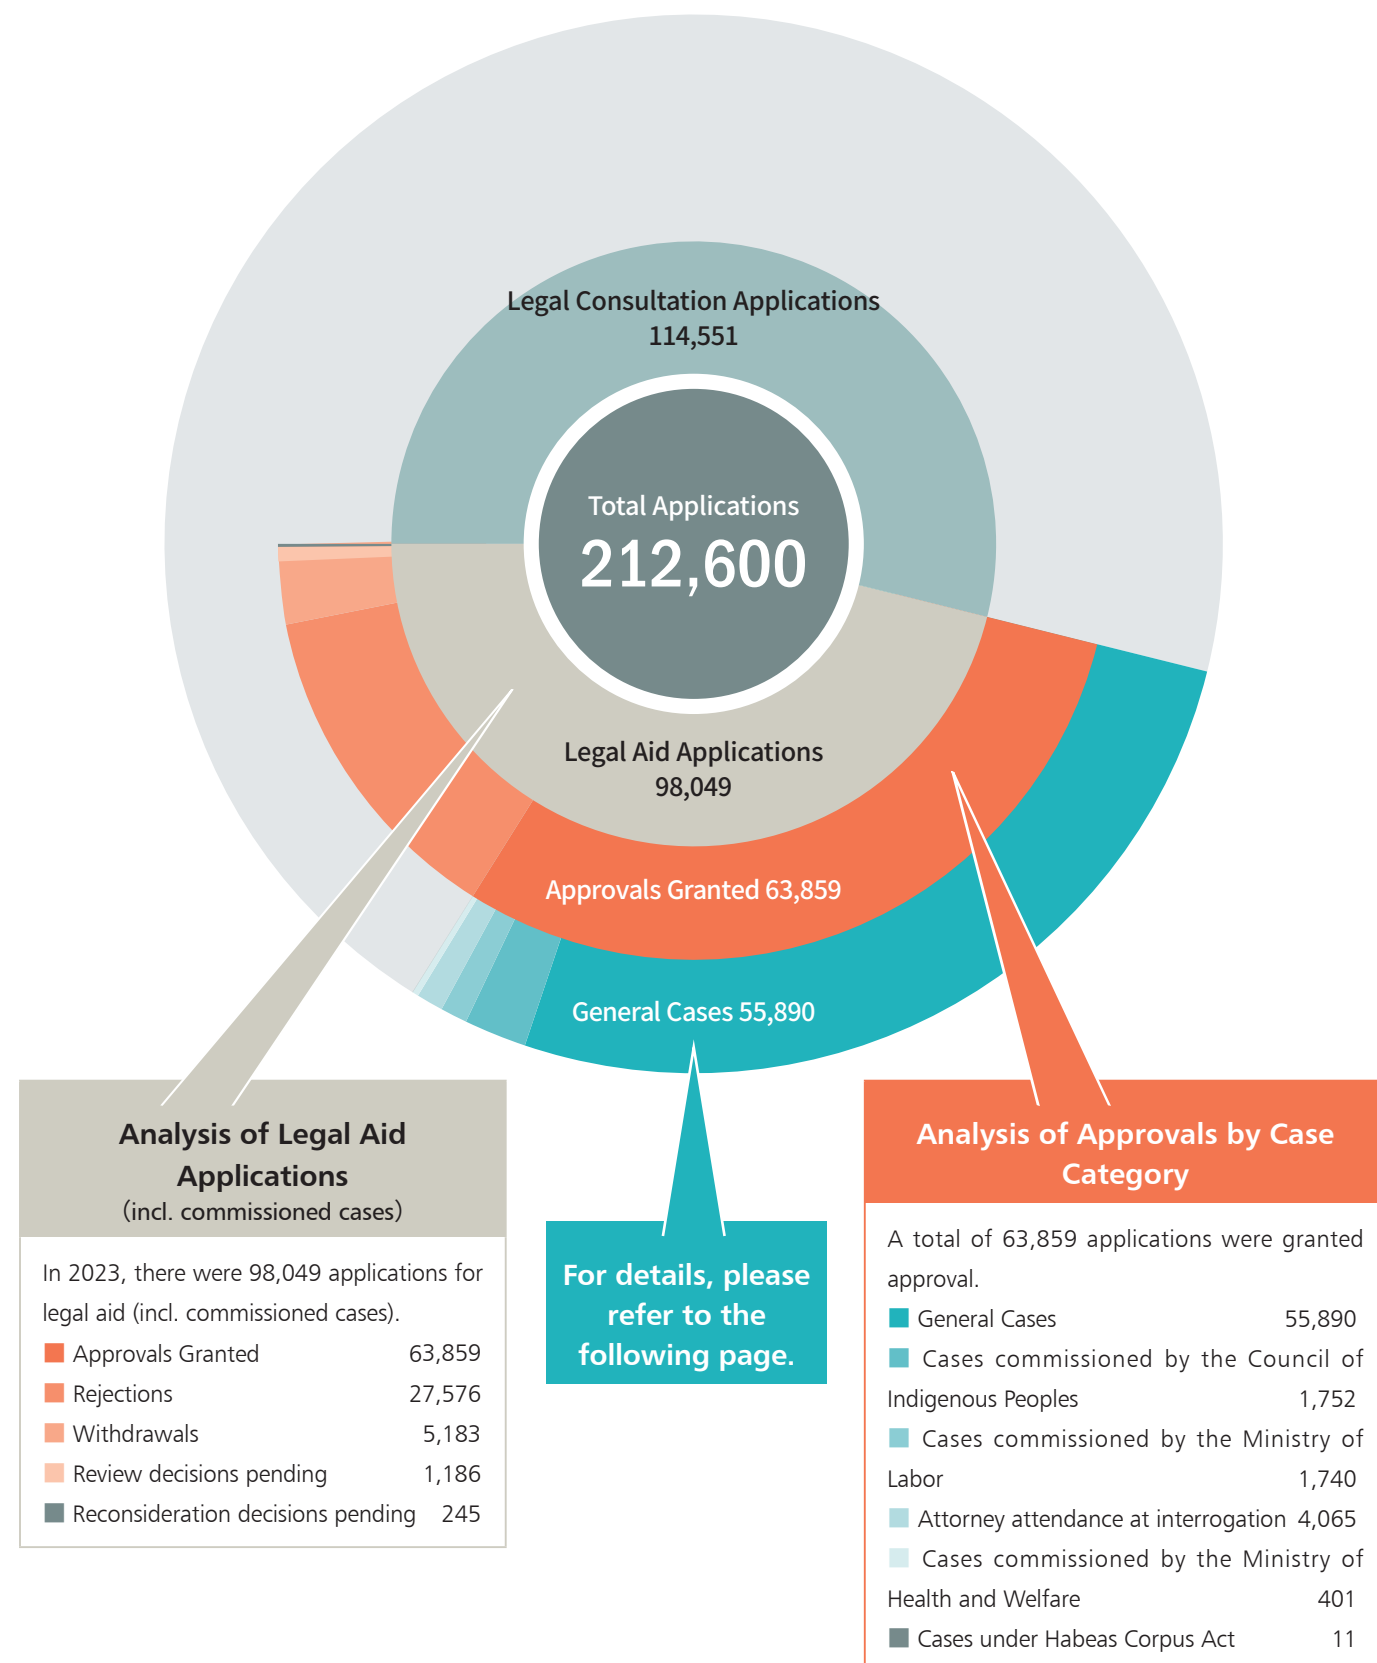 Legal Consultation Applications
114,551
Total Applications
212,600
Legal Aid Applications
98,049
Approvals Granted 63,859
General Cases 55,890
Analysis of Legal Aid
Applications
(incl. commissioned cases)
In 2023, there were 98,049 applications for
legal aid (incl. commissioned cases).
Approvals Granted 63,859
Rejections 27,576
Withdrawals 5,183
Review decisions pending 1,186
Reconsideration decisions pending 245
For details, please
refer to the
following page.
Analysis of Approvals by Case
Category
A total of 63,859 applications were granted
approval.
General Cases 55,890
Cases commissioned by the Council of
Indigenous Peoples 1,752
Cases commissioned by the Ministry of
Labor 1,740
Attorney attendance at interrogation 4,065
Cases commissioned by the Ministry of
Health and Welfare 401
Cases under Habeas Corpus Act 11